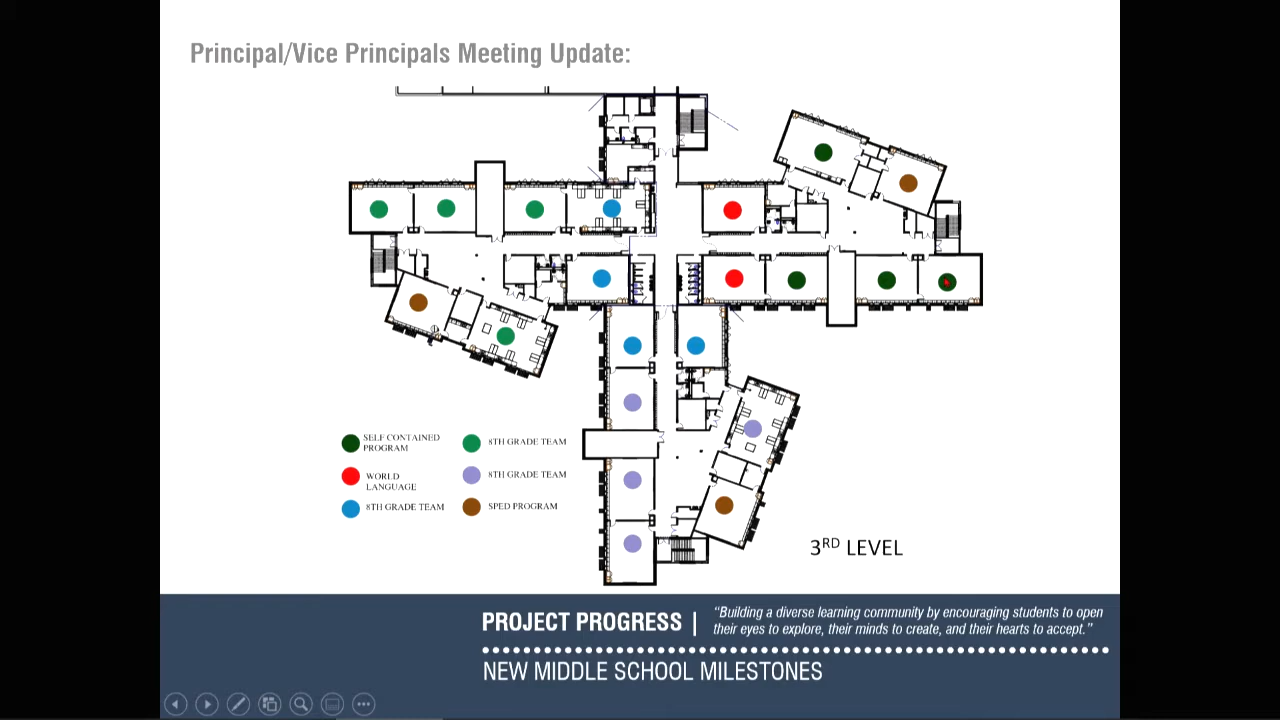 Principal/Vice Principals Meeting Update:
SELF CONTAINED
PROGRAM
8TH GRADE TEAM
WORLD
LANGUAGE
8TH GRADE TEAM
8TH GRADE TEAM
SPED PROGRAM
3RD LEVEL
PROJECT PROGRESS |
“Building a diverse learning community by encouraging students to open
their eyes to explore, their minds to create, and their hearts to accept.”
NEW MIDDLE SCHOOL MILESTONES